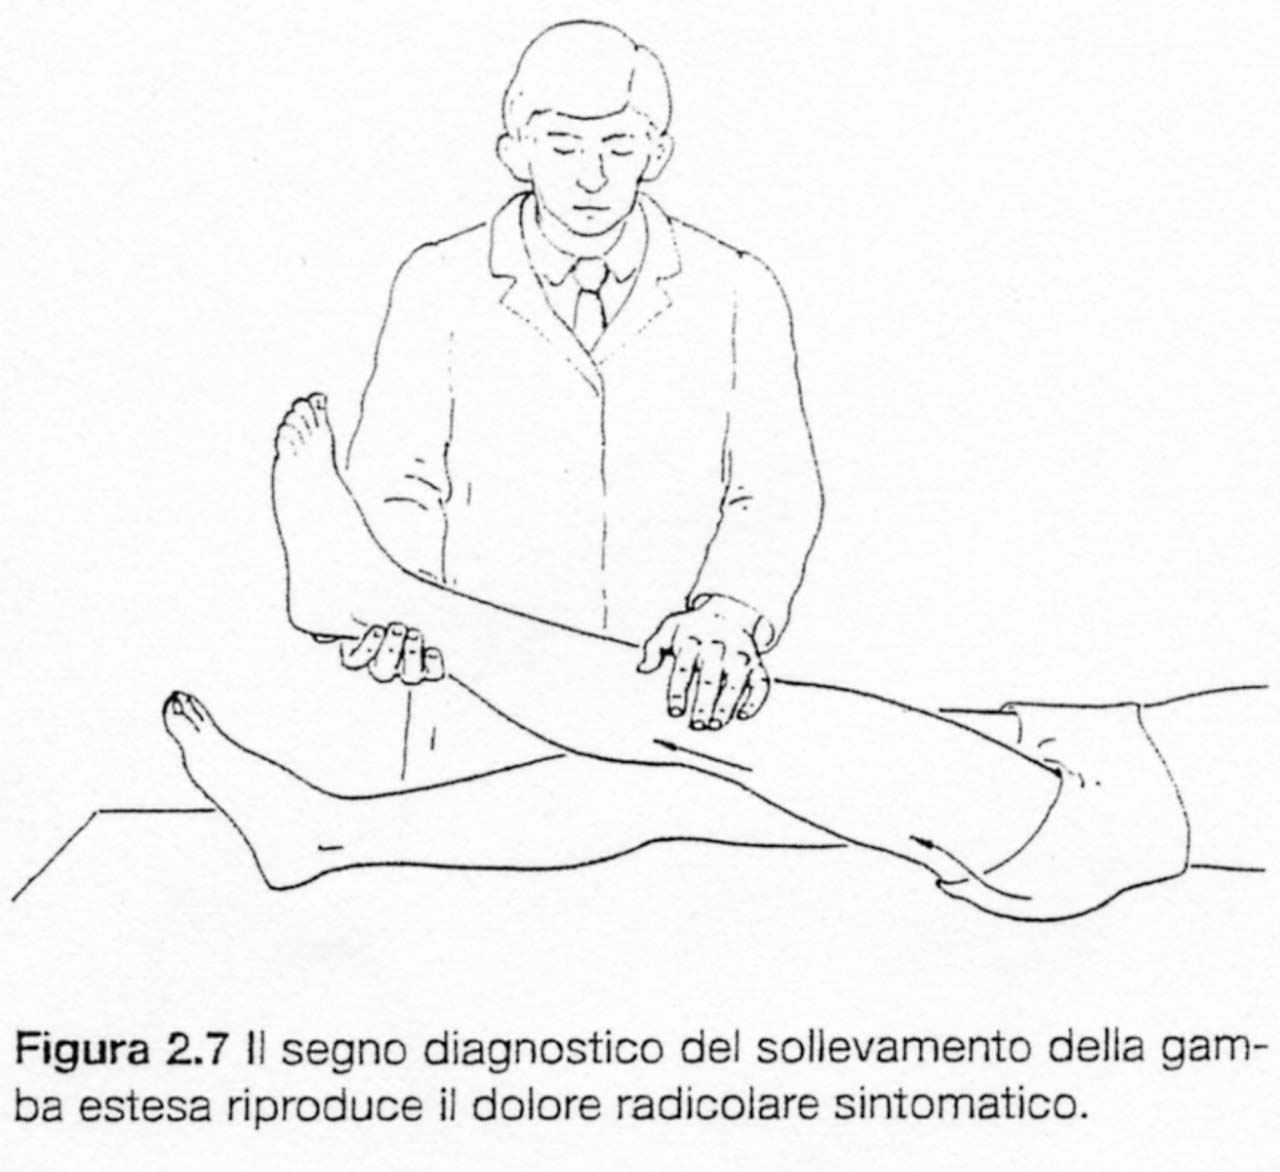 Figura 2.7 Il segno diagnostico del sollevamento della gam-
ba estesa riproduce il dolore radicolare sintomatico.